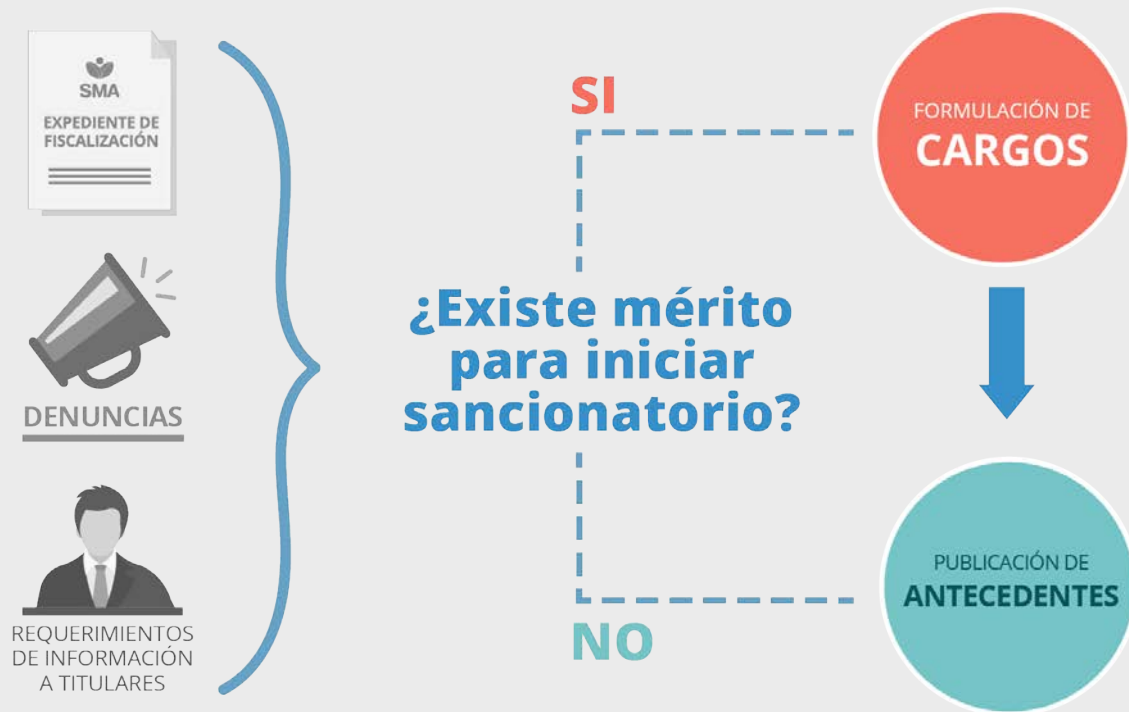 SMA
EXPEDIENTE DE
FISCALIZACIÓN
DENUNCIAS
REQUERIMIENTOS
DE INFORMACIÓN
A TITULARES
SI
¿Existe mérito
para iniciar
sancionatorio?
NO
FORMULACIÓN DE
CARGOS
PUBLICACIÓN DE
ANTECEDENTES